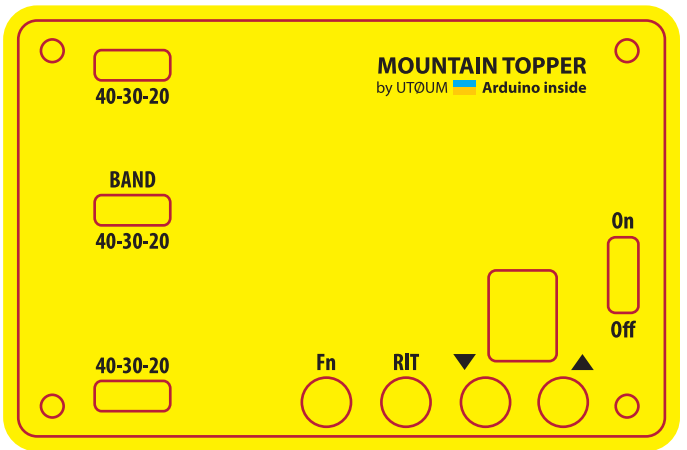 MOUNTAIN TOPPER
by UTØUM Arduino inside
40-30-20
BAND
40-30-20
On
Off
40-30-20
Fn
RIT